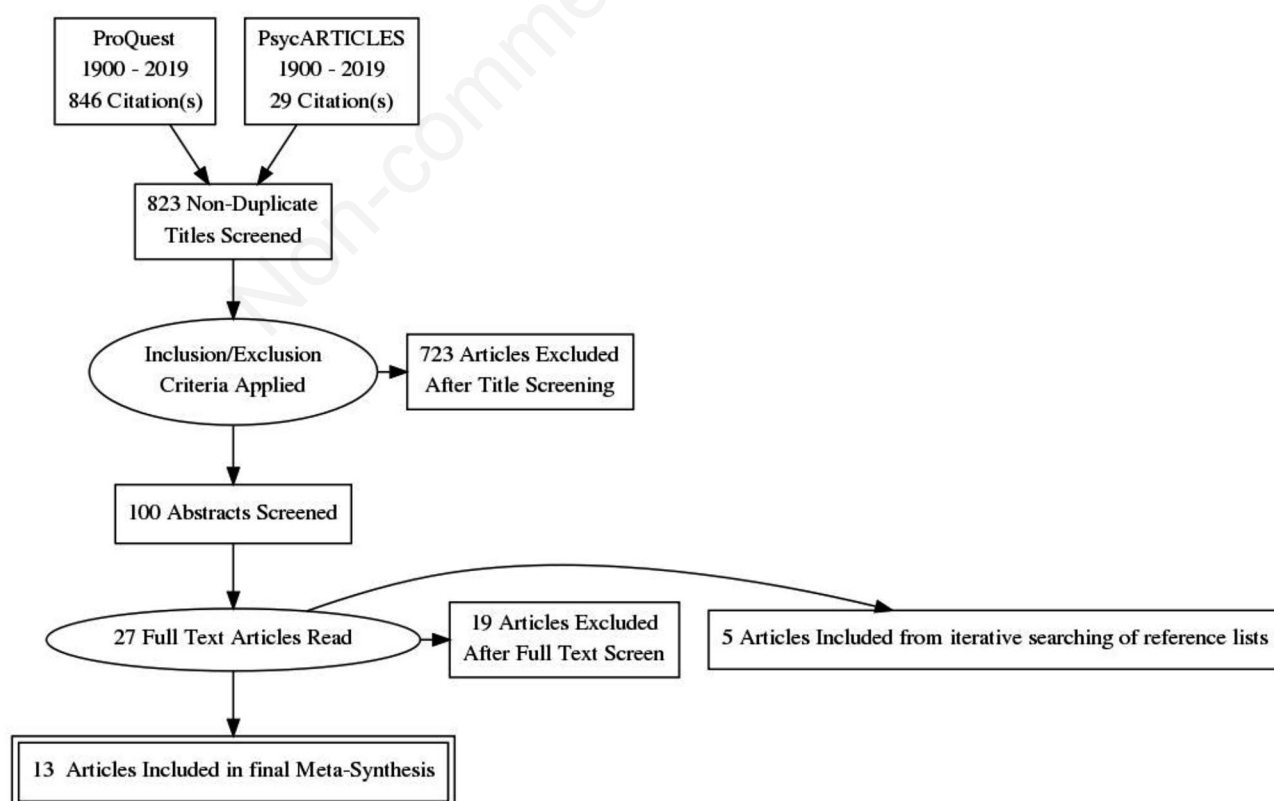 ProQuest
1900 - 2019
846 Citation(s)
PsycARTICLES
1900 - 2019
29 Citation(s)
823 Non-Duplicate
Titles Screened
Inclusion/Exclusion
Criteria Applied
723 Articles Excluded
After Title Screening
100 Abstracts Screened
27 Full Text Articles Read
19 Articles Excluded
After Full Text Screen
5 Articles Included from iterative searching of reference lists
13 Articles Included in final Meta-Synthesis